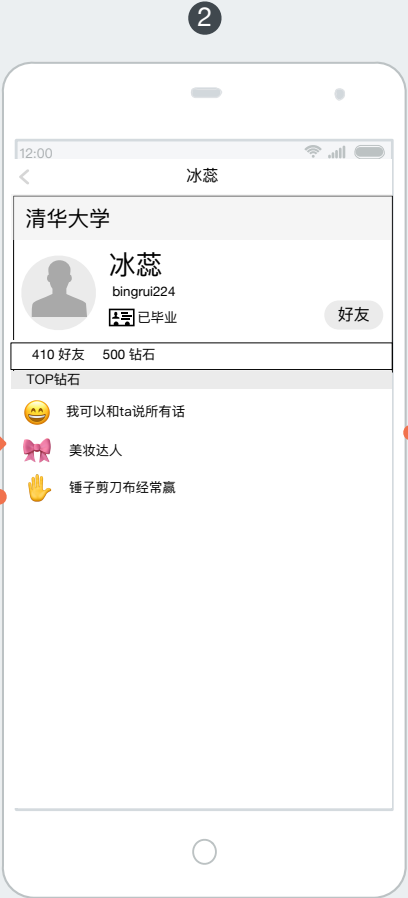 2
12:00
冰蕊
清华大学
冰蕊
bingrui224
已毕业
好友
410 好友 500 钻石
TOP钻石
我可以和ta说所有话
美妆达人
锤子剪刀布经常赢